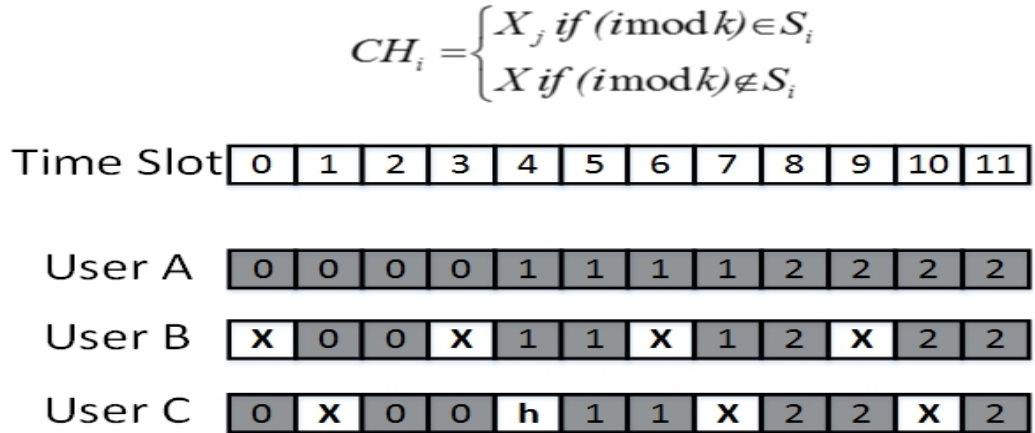 CH_i = { X_j if (i mod k) ∈ S_i
X if (i mod k) ∉ S_i
Time Slot 0 1 2 3 4 5 6 7 8 9 10 11
User A 0 0 0 0 1 1 1 1 2 2 2 2
User B X 0 0 X 1 1 X 1 2 X 2 2
User C 0 X 0 0 h 1 1 X 2 2 X 2